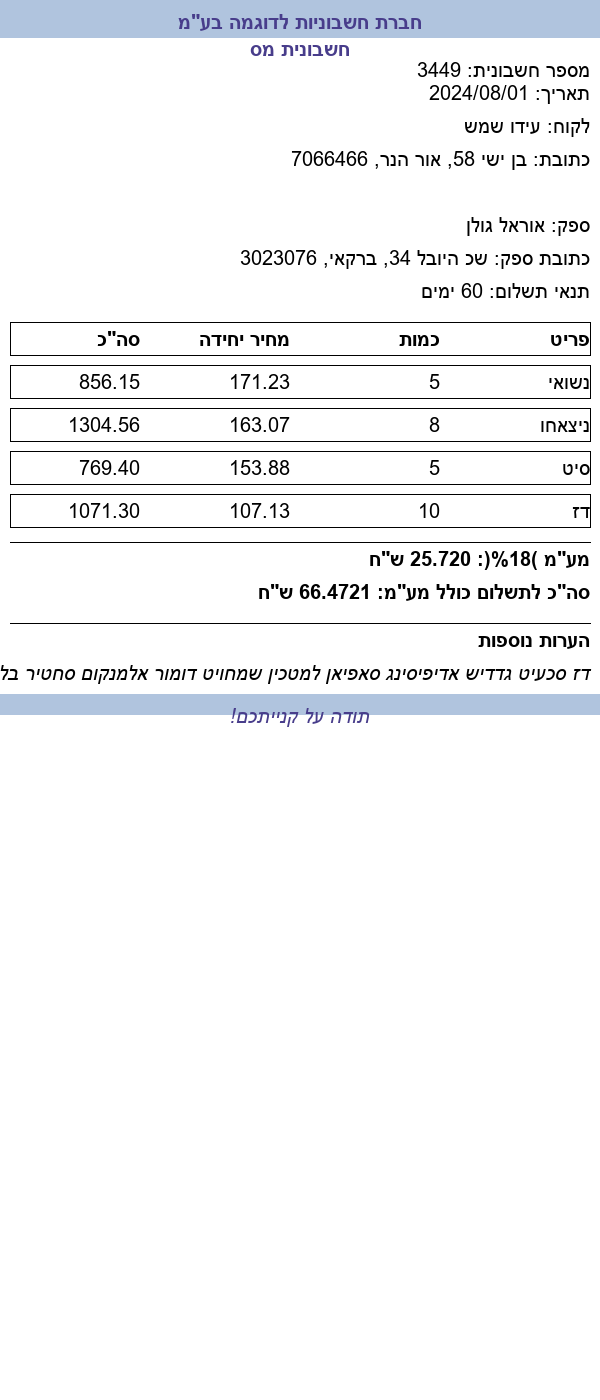 חברת חשבוניות לדוגמה בע"מ
חשבונית מס
מספר חשבונית: 3449
תאריך: 2024/08/01
לקוח: עידו שמש
כתובת: בן ישי 58, אור הנר, 7066466
ספק: אוראל גולן
כתובת ספק: שכ היובל 34, ברקאי, 3023076
תנאי תשלום: 60 ימים
פריט כמות מחיר יחידה סה"כ
נשואי 5 171.23 856.15
ניצאחו 8 163.07 1304.56
סיט 5 153.88 769.40
דז 10 107.13 1071.30
מע"מ )18%(: 25.720 ש"ח
סה"כ לתשלום כולל מע"מ: 66.4721 ש"ח
הערות נוספות
דז סכעיט גדדיש אדיפיסינג סאפיאן למטכין שמחויט דומור אלמנקום סחטיר בל
תודה על קנייתכם!